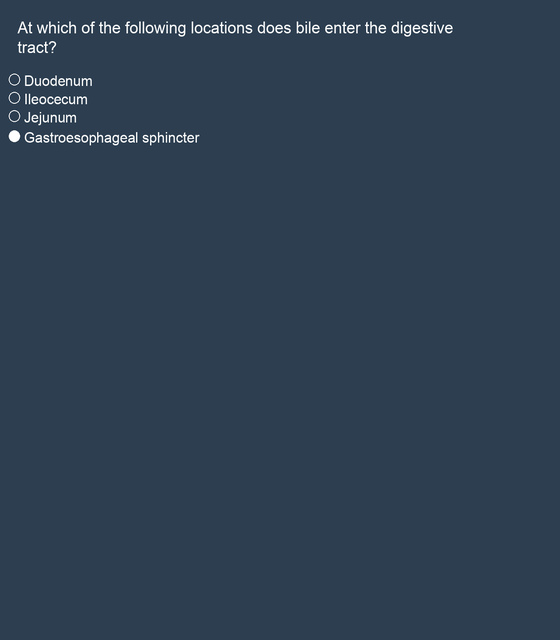 At which of the following locations does bile enter the digestive
tract?
Duodenum
Ileocecum
Jejunum
Gastroesophageal sphincter